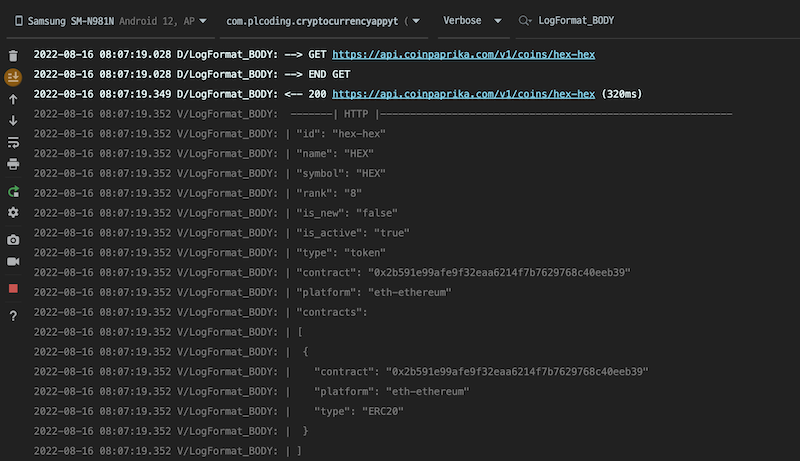 Samsung SM-N981N Android 12, AP com.plcoding.cryptocurrencyappyt ( Verbose LogFormat_BODY
2022-08-16 08:07:19.028 D/LogFormat_BODY: --> GET https://api.coinpaprika.com/v1/coins/hex-hex
2022-08-16 08:07:19.028 D/LogFormat_BODY: --> END GET
2022-08-16 08:07:19.349 D/LogFormat_BODY: <-- 200 https://api.coinpaprika.com/v1/coins/hex-hex (320ms)
2022-08-16 08:07:19.352 V/LogFormat_BODY: ———————| HTTP |——————————————————————————————————————————————————————————
2022-08-16 08:07:19.352 V/LogFormat_BODY: | "id": "hex-hex"
2022-08-16 08:07:19.352 V/LogFormat_BODY: | "name": "HEX"
2022-08-16 08:07:19.352 V/LogFormat_BODY: | "symbol": "HEX"
2022-08-16 08:07:19.352 V/LogFormat_BODY: | "rank": "8"
2022-08-16 08:07:19.352 V/LogFormat_BODY: | "is_new": "false"
2022-08-16 08:07:19.352 V/LogFormat_BODY: | "is_active": "true"
2022-08-16 08:07:19.352 V/LogFormat_BODY: | "type": "token"
2022-08-16 08:07:19.352 V/LogFormat_BODY: | "contract": "0x2b591e99afe9f32eaa6214f7b7629768c40eeb39"
2022-08-16 08:07:19.352 V/LogFormat_BODY: | "platform": "eth-ethereum"
2022-08-16 08:07:19.352 V/LogFormat_BODY: | "contracts":
2022-08-16 08:07:19.352 V/LogFormat_BODY: | [
2022-08-16 08:07:19.352 V/LogFormat_BODY: |  {
2022-08-16 08:07:19.352 V/LogFormat_BODY: |    "contract": "0x2b591e99afe9f32eaa6214f7b7629768c40eeb39"
2022-08-16 08:07:19.352 V/LogFormat_BODY: |    "platform": "eth-ethereum"
2022-08-16 08:07:19.352 V/LogFormat_BODY: |    "type": "ERC20"
2022-08-16 08:07:19.352 V/LogFormat_BODY: |  }
2022-08-16 08:07:19.352 V/LogFormat_BODY: | ]